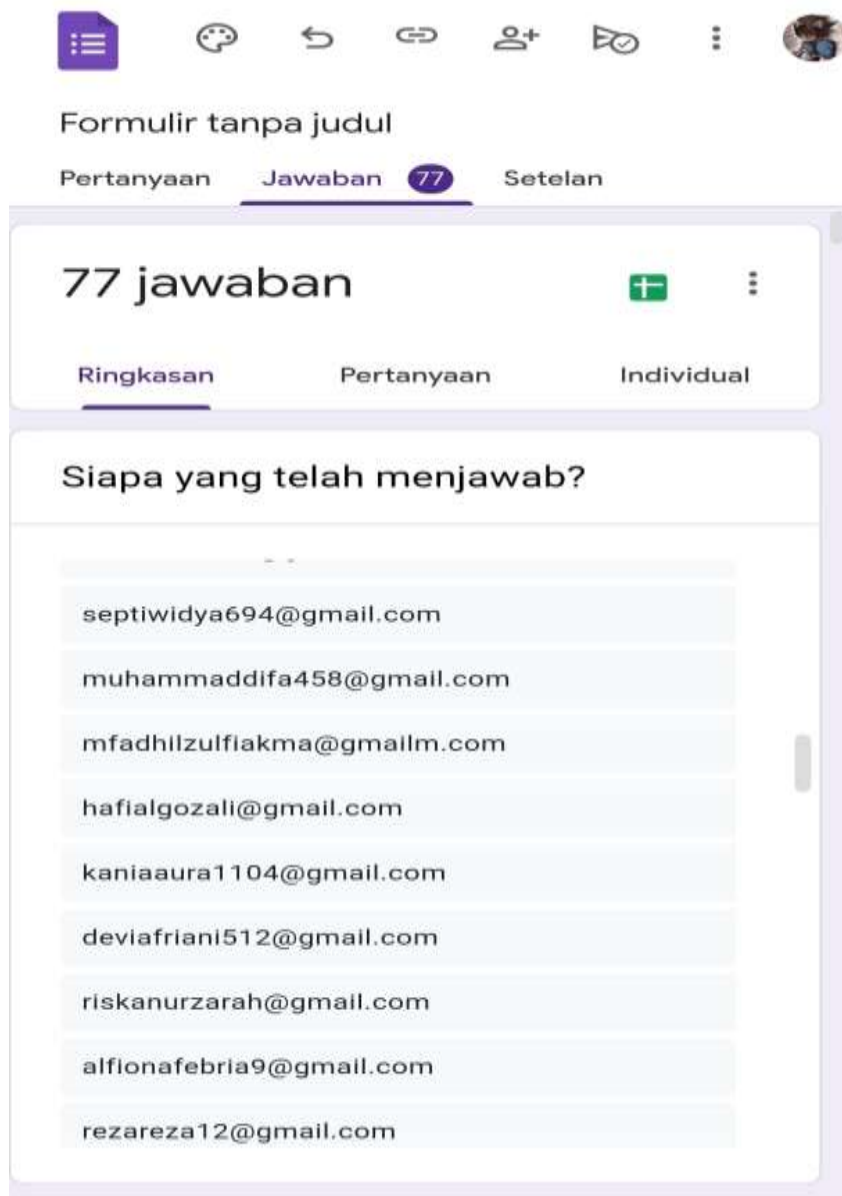 Formulir tanpa judul
Pertanyaan Jawaban 77 Setelan
77 jawaban
Ringkasan Pertanyaan Individual
Siapa yang telah menjawab?
septiwidya694@gmail.com
muhammaddifa458@gmail.com
mfadhilzulfiakma@gmailm.com
hafialgozali@gmail.com
kaniaaura1104@gmail.com
deviafriani512@gmail.com
riskanurzarah@gmail.com
alfionafebria9@gmail.com
rezareza12@gmail.com